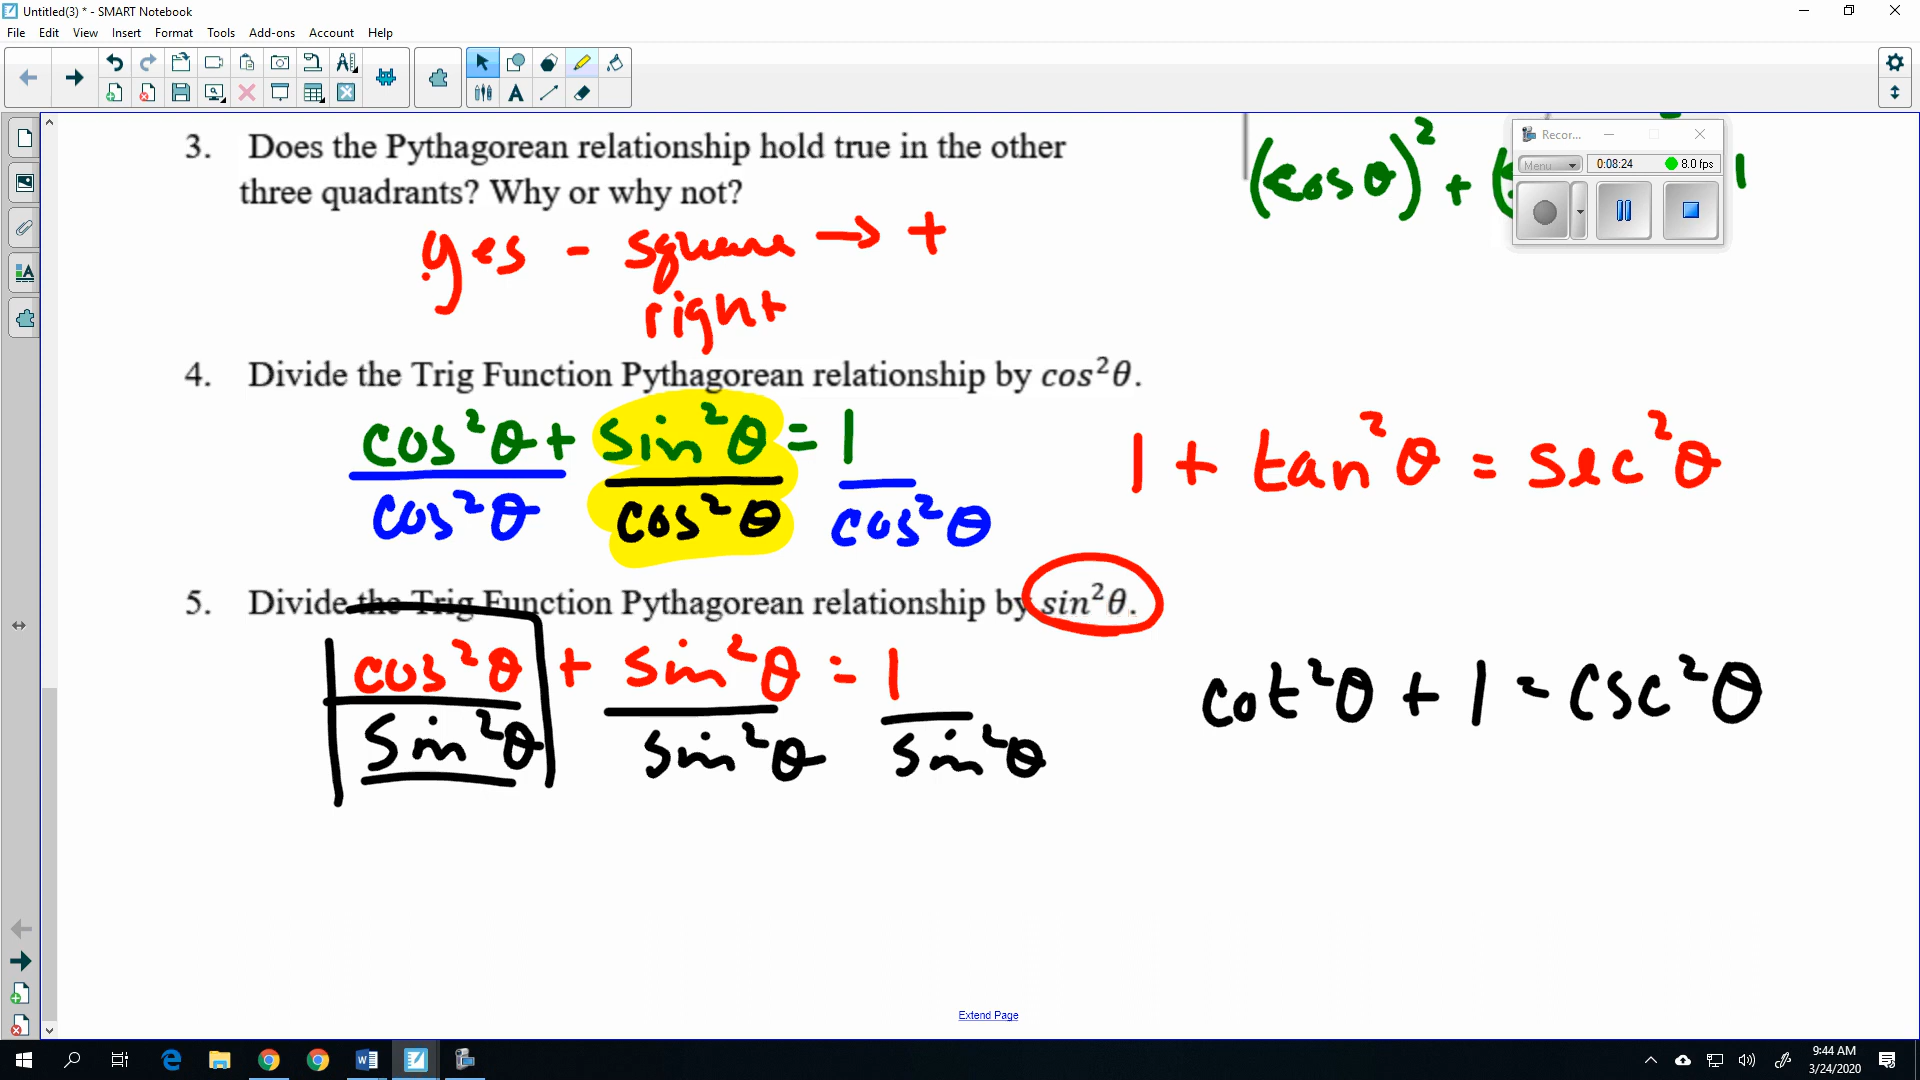 Untitled(3) * - SMART Notebook
File Edit View Insert Format Tools Add-ons Account Help
Recor...
Menu 0:08:24 8.0 fps
3. Does the Pythagorean relationship hold true in the other
three quadrants? Why or why not?
(cos θ)² + ( 1
yes - square → +
right
4. Divide the Trig Function Pythagorean relationship by cos²θ.
cos²θ + sin²θ = 1
cos²θ cos²θ cos²θ
1 + tan²θ = sec²θ
5. Divide the Trig Function Pythagorean relationship by sin²θ.
cos²θ + sin²θ = 1
sin²θ sin²θ sin²θ
cot²θ + 1 = csc²θ
Extend Page
9:44 AM
3/24/2020